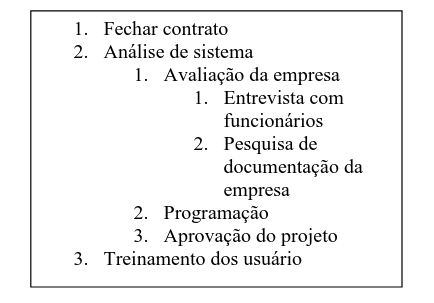 1. Fechar contrato
2. Análise de sistema
1. Avaliação da empresa
1. Entrevista com
funcionários
2. Pesquisa de
documentação da
empresa
2. Programação
3. Aprovação do projeto
3. Treinamento dos usuário